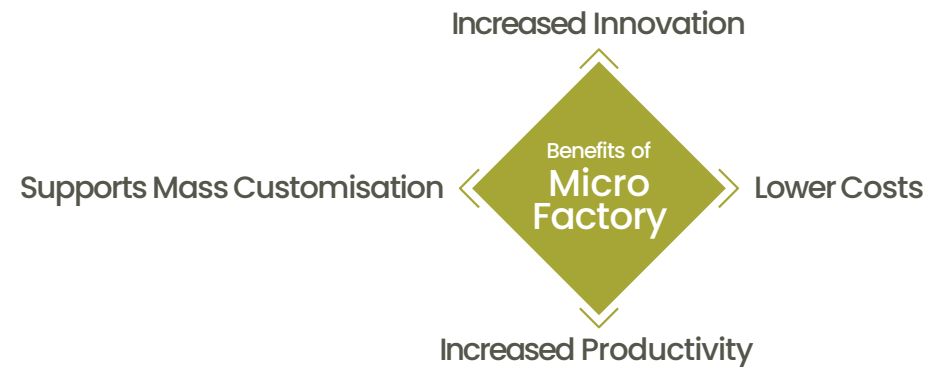 Increased Innovation
Benefits of
Micro
Factory
Supports Mass Customisation
Lower Costs
Increased Productivity